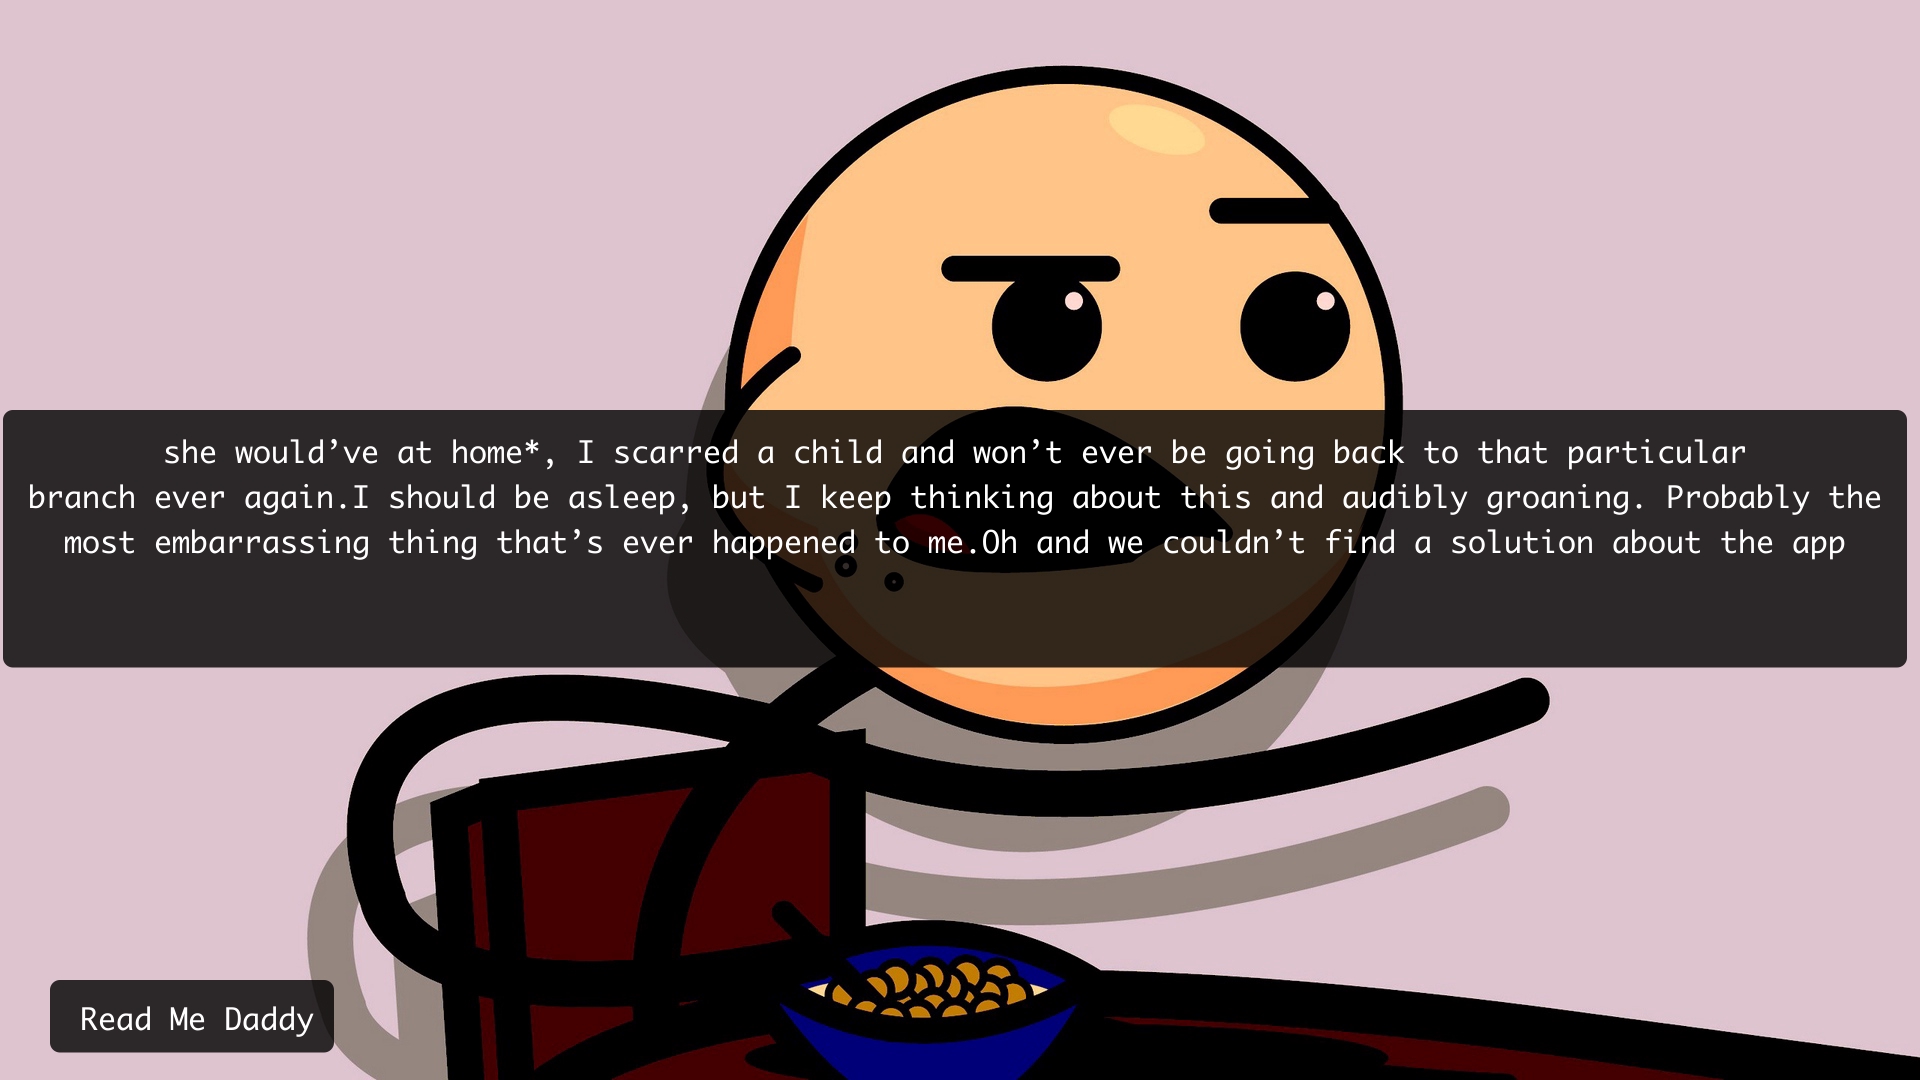 she would’ve at home*, I scarred a child and won’t ever be going back to that particular
branch ever again.I should be asleep, but I keep thinking about this and audibly groaning. Probably the
most embarrassing thing that’s ever happened to me.Oh and we couldn’t find a solution about the app
Read Me Daddy